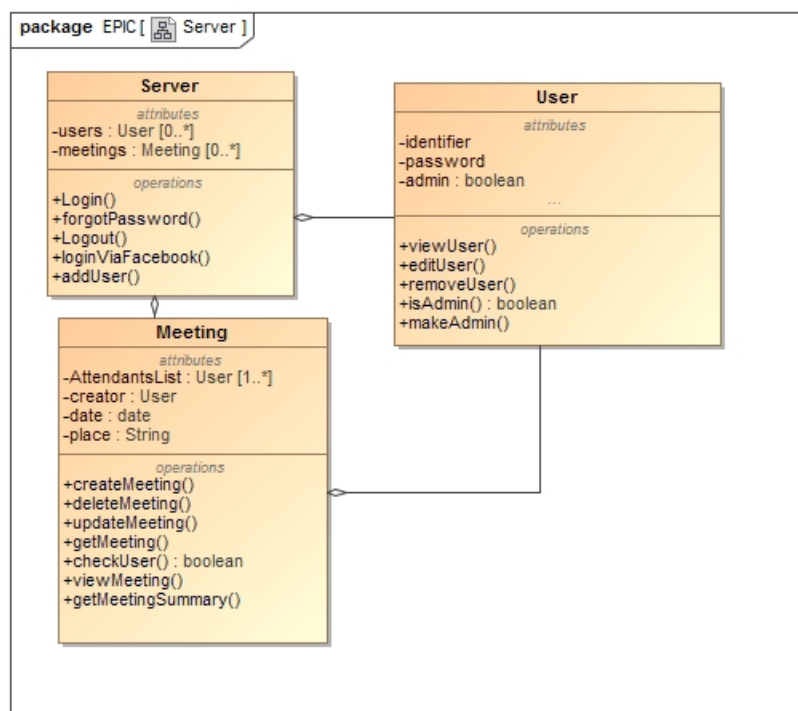 package EPIC[ Server ]
Server
attributes
-users : User [0..*]
-meetings : Meeting [0..*]
operations
+Login()
+forgotPassword()
+Logout()
+loginViaFacebook()
+addUser()
User
attributes
-identifier
-password
-admin : boolean
...
operations
+viewUser()
+editUser()
+removeUser()
+isAdmin() : boolean
+makeAdmin()
Meeting
attributes
-AttendantsList : User [1..*]
-creator : User
-date : date
-place : String
operations
+createMeeting()
+deleteMeeting()
+updateMeeting()
+getMeeting()
+checkUser() : boolean
+viewMeeting()
+getMeetingSummary()